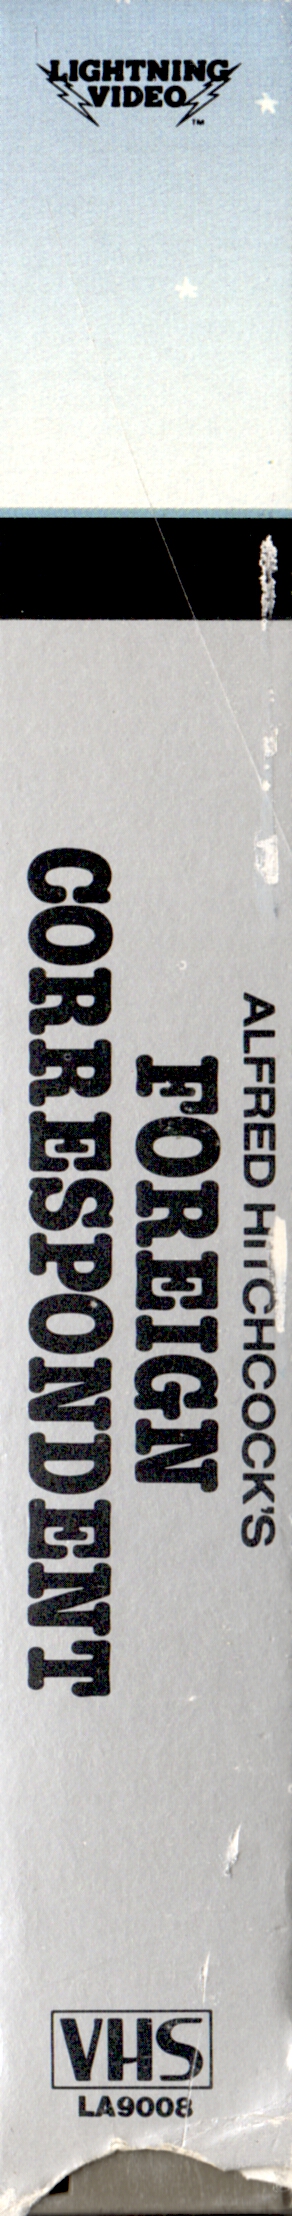 LIGHTNING
VIDEO
™
ALFRED HITCHCOCK'S
FOREIGN
CORRESPONDENT
VHS
LA9008